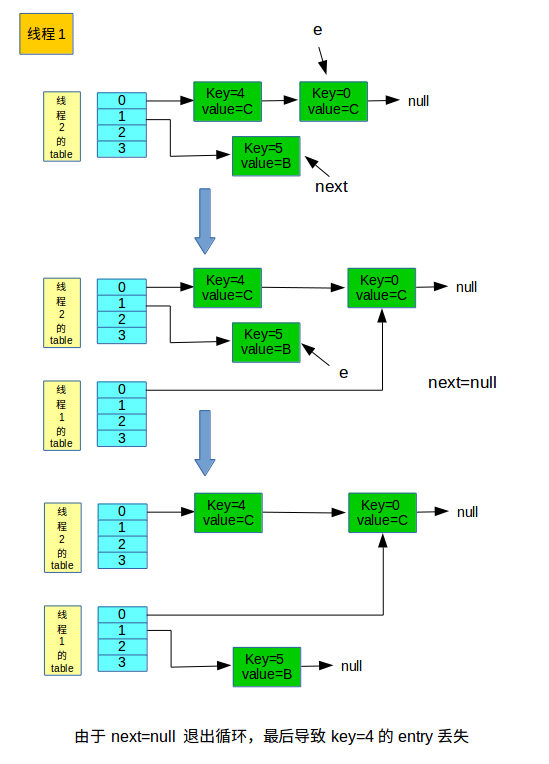 线程 1
e
线程2的table
0
1
2
3
Key=4
value=C
Key=0
value=C
null
Key=5
value=B
next
线程2的table
0
1
2
3
Key=4
value=C
Key=0
value=C
null
Key=5
value=B
e
next=null
线程1的table
0
1
2
3
线程2的table
0
1
2
3
Key=4
value=C
Key=0
value=C
null
线程1的table
0
1
2
3
Key=5
value=B
null
由于 next=null 退出循环，最后导致 key=4 的 entry 丢失